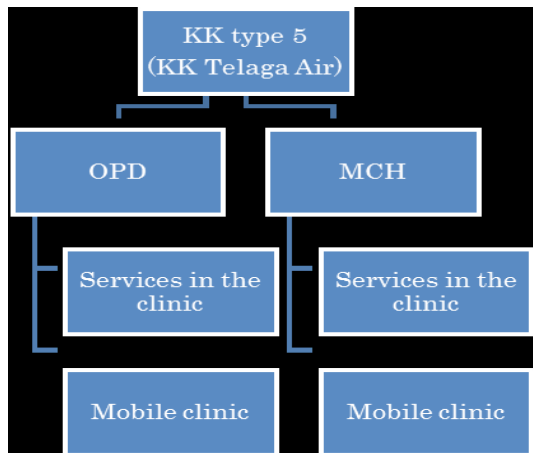 KK type 5
(KK Telaga Air)
OPD
MCH
Services in the
clinic
Services in the
clinic
Mobile clinic
Mobile clinic